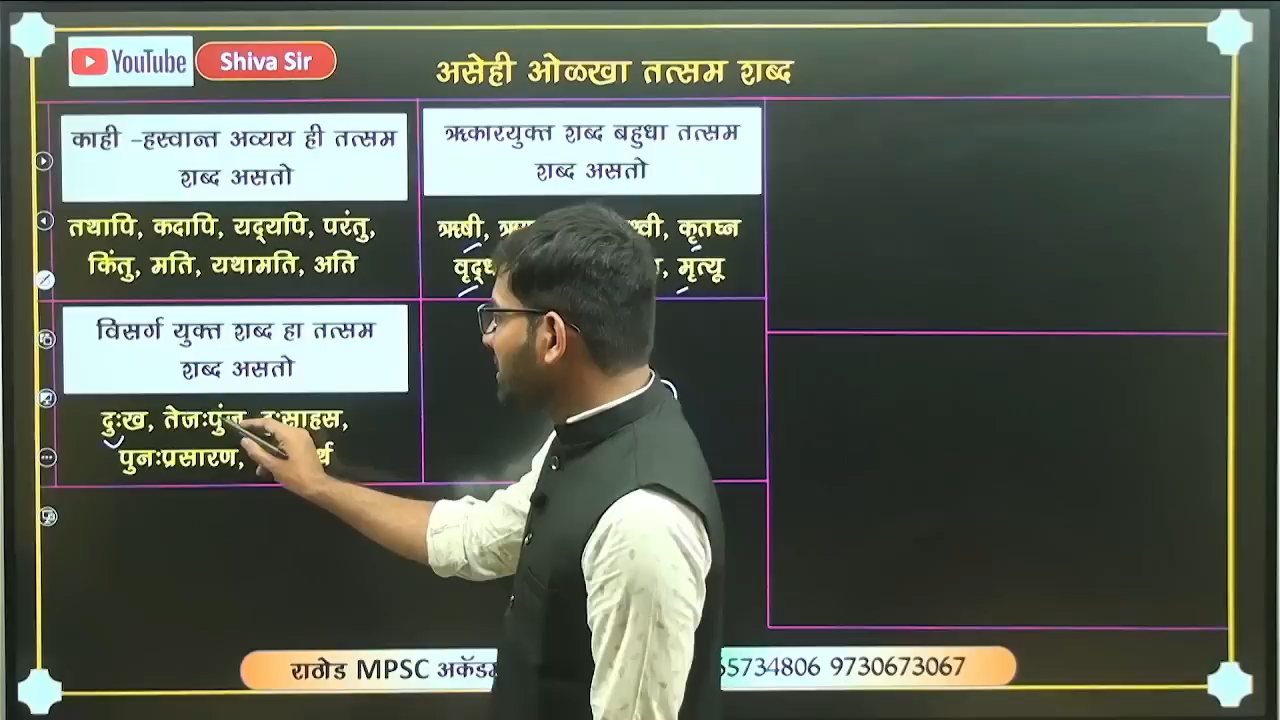 YouTube
Shiva Sir
असेही ओळखा तत्सम शब्द
काही -हस्वान्त अव्यय ही तत्सम
शब्द असतो
तथापि, कदापि, यद्यपि, परंतु,
किंतु, मति, यथामति, अति
ऋकारयुक्त शब्द बहुधा तत्सम
शब्द असतो
ऋषी, कृतघ्न
मृत्यू
विसर्ग युक्त शब्द हा तत्सम
शब्द असतो
दुःख, तेजःपुंज, दुःसाहस,
पुनःप्रसारण,
राठोड MPSC 9730673067